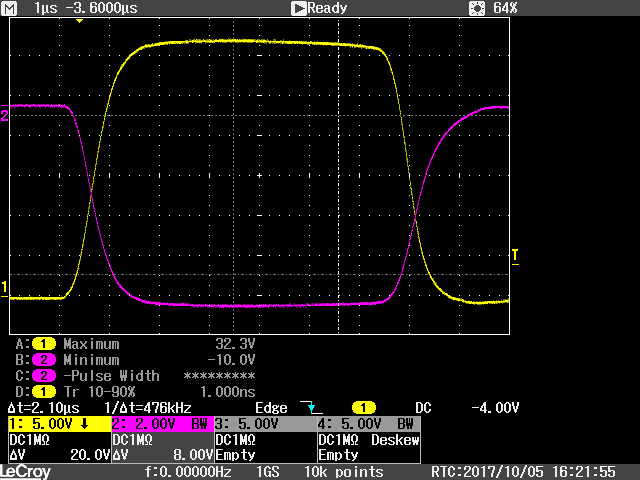 M 1µs -3.6000µs Ready 64%
2
T
1
A: 1 Maximum 32.3V
B: 2 Minimum -10.0V
C: 2 -Pulse Width *********
D: 1 Tr 10-90% 1.000ns
Δt=2.10µs 1/Δt=476kHz Edge 1 DC -4.00V
1: 5.00V ↓ 2: 2.00V BW 3: 5.00V 4: 5.00V BW
DC1MΩ DC1MΩ DC1MΩ DC1MΩ Deskew
ΔV 20.0V ΔV 8.00V Empty Empty
LeCroy f:0.00000Hz 1GS 10k points RTC:2017/10/05 16:21:55